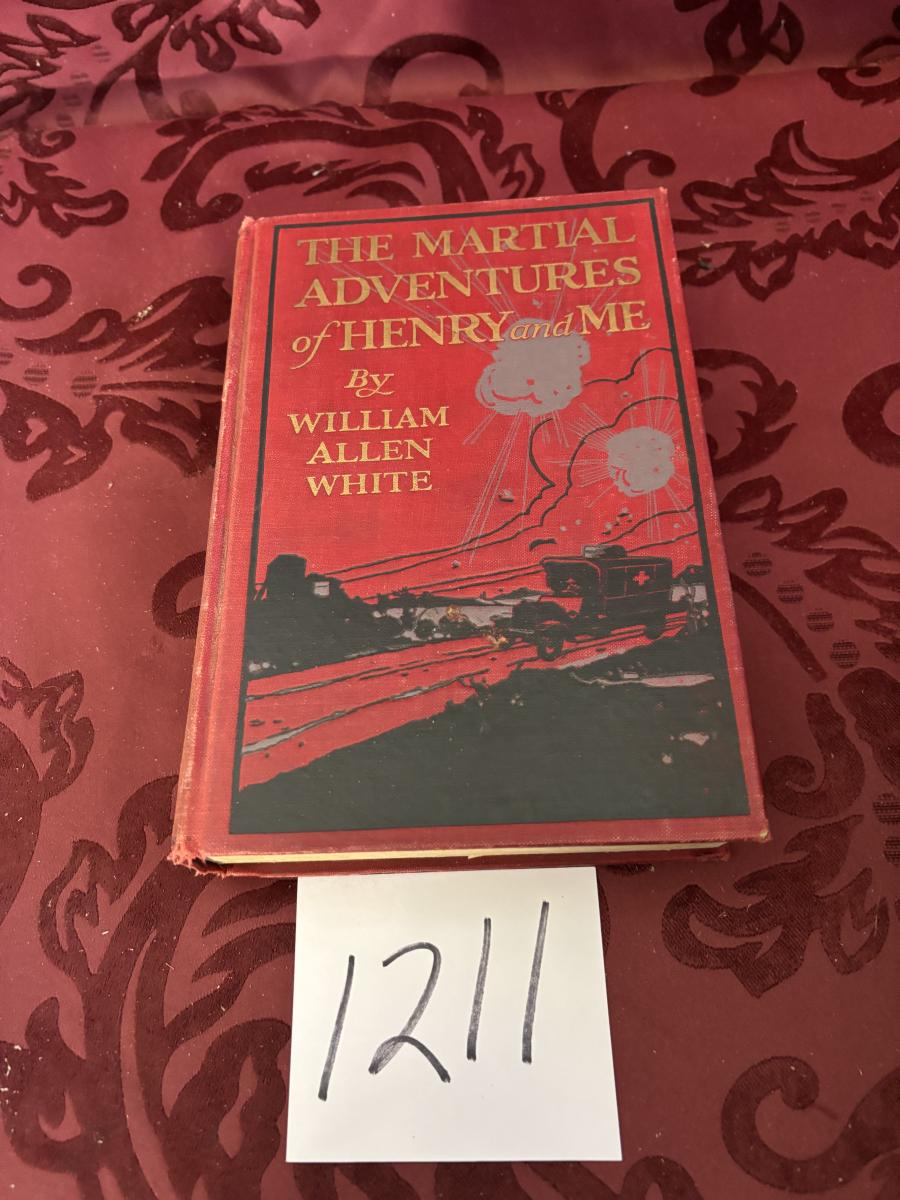 THE MARTIAL
ADVENTURES
of HENRY and ME
By
WILLIAM
ALLEN
WHITE
1211